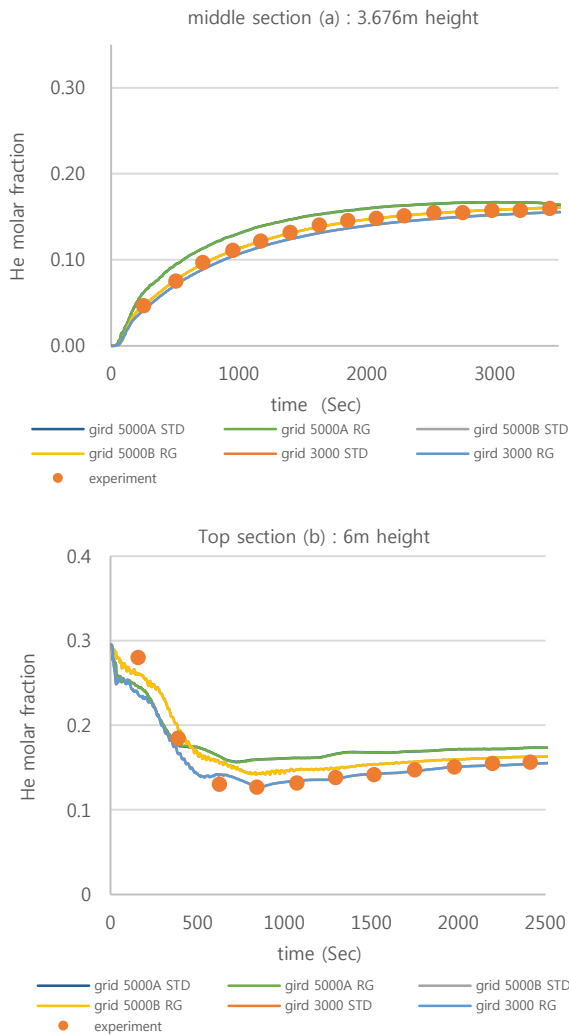 middle section (a) : 3.676m height
He molar fraction
0.30
0.20
0.10
0.00
0 1000 2000 3000
time (Sec)
gird 5000A STD gird 5000A RG gird 5000B STD
gird 5000B RG gird 3000 STD gird 3000 RG
experiment
Top section (b) : 6m height
He molar fraction
0.4
0.3
0.2
0.1
0
0 500 1000 1500 2000 2500
time (Sec)
grid 5000A STD grid 5000A RG grid 5000B STD
grid 5000B RG gird 3000 STD gird 3000 RG
experiment